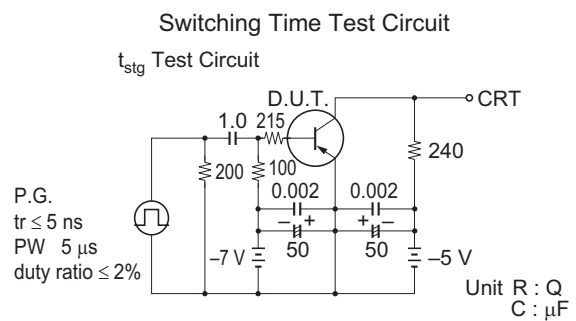 Switching Time Test Circuit
tstg Test Circuit
D.U.T.
CRT
1.0 215
240
200
100
P.G.
tr ≤ 5 ns
PW 5 μs
duty ratio ≤ 2%
0.002 0.002
– + + –
50 50
–7 V
–5 V
Unit R : Q
C : μF